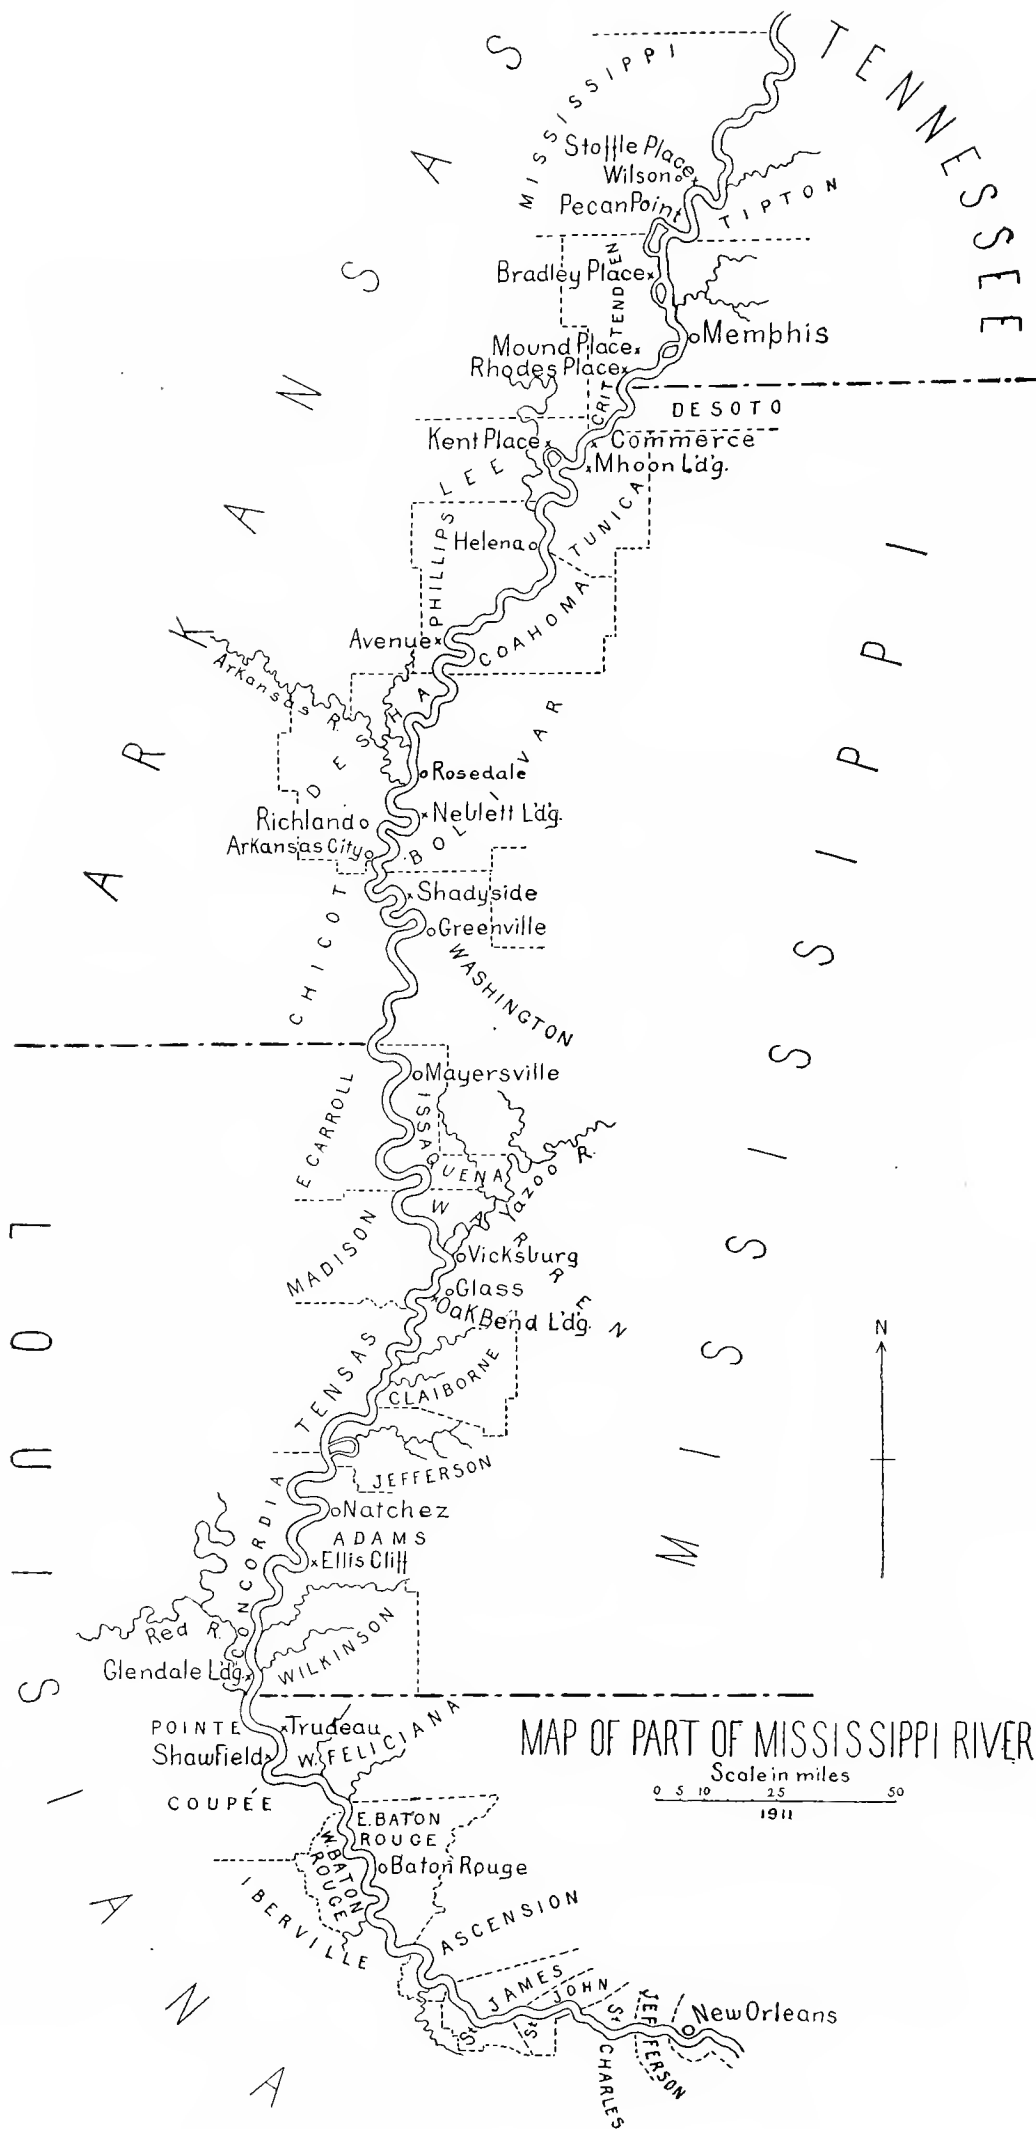 ARKANSAS
TENNESSEE
MISSISSIPPI
Stoffle Place
Wilson
TIPTON
Pecan Point
Bradley Place
CRITTENDEN
Memphis
Mound Place
Rhodes Place
DESOTO
Kent Place
Commerce
Mhoon L'd'g.
LEE
TUNICA
PHILLIPS
Helena
COAHOMA
Avenue
Arkansas R.
DESHA
BOLIVAR
Rosedale
Neblett L'd'g.
Richland
Arkansas City
Shadyside
Greenville
CHICOT
WASHINGTON
MISSISSIPPI
Mayersville
E CARROLL
ISSAQUENA
Yazoo R.
WARREN
MADISON
Vicksburg
Glass
Oak Bend L'd'g.
TENSAS
CLAIBORNE
JEFFERSON
N
Natchez
ADAMS
Ellis Cliff
CONCORDIA
Red R.
WILKINSON
Glendale L'd'g.
LOUISIANA
POINTE
COUPÉE
Trudeau
Shawfield
W. FELICIANA
MAP OF PART OF MISSISSIPPI RIVER
Scale in miles
0 5 10 25 50
1911
E. BATON
ROUGE
W. BATON
ROUGE
Baton Rouge
IBERVILLE
ASCENSION
St JAMES
St JOHN
St CHARLES
JEFFERSON
New Orleans